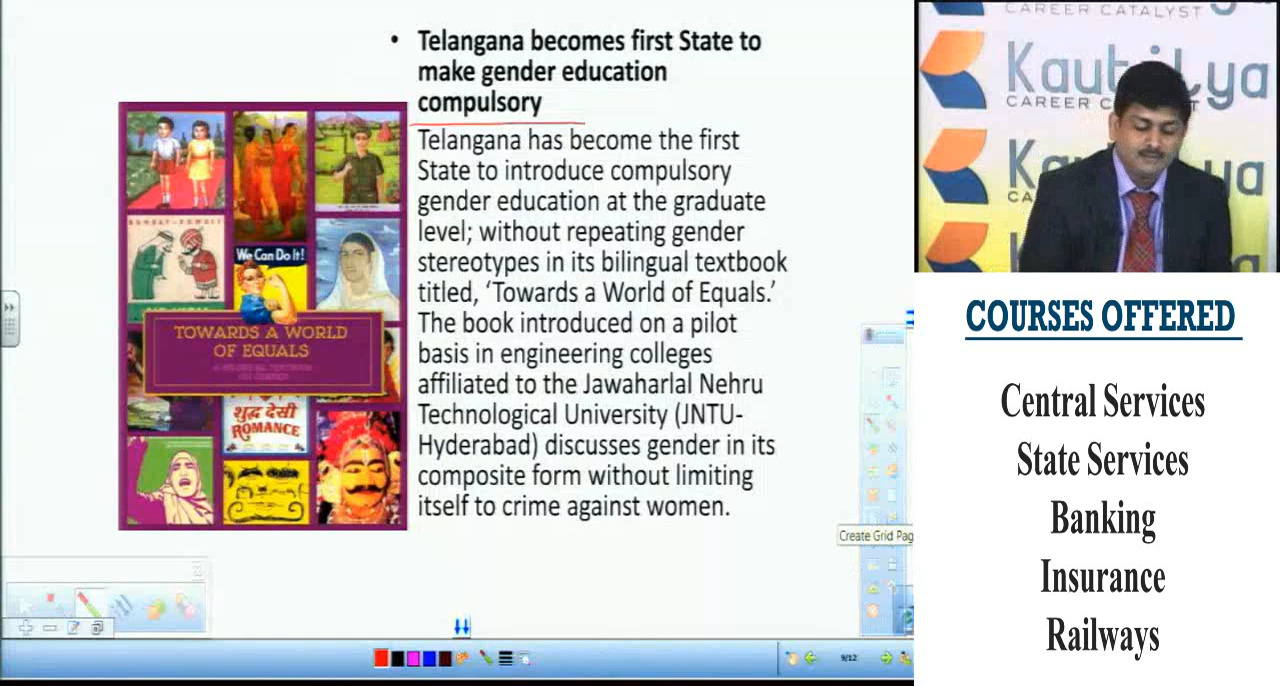 • Telangana becomes first State to
make gender education
compulsory
Telangana has become the first
State to introduce compulsory
gender education at the graduate
level; without repeating gender
stereotypes in its bilingual textbook
titled, ‘Towards a World of Equals.’
The book introduced on a pilot
basis in engineering colleges
affiliated to the Jawaharlal Nehru
Technological University (JNTU-
Hyderabad) discusses gender in its
composite form without limiting
itself to crime against women.
We Can Do It!
TOWARDS A WORLD
OF EQUALS
शुद्ध देसी
ROMANCE
Create Grid Pag
9/12
CAREER CATALYST
Kautilya
CAREER CATALYST
COURSES OFFERED
Central Services
State Services
Banking
Insurance
Railways